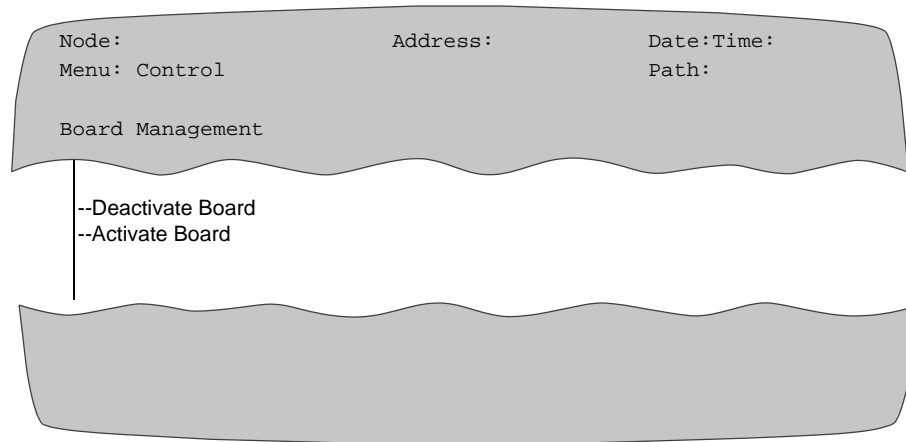 Node: Address: Date:Time:
Menu: Control Path:
Board Management
--Deactivate Board
--Activate Board